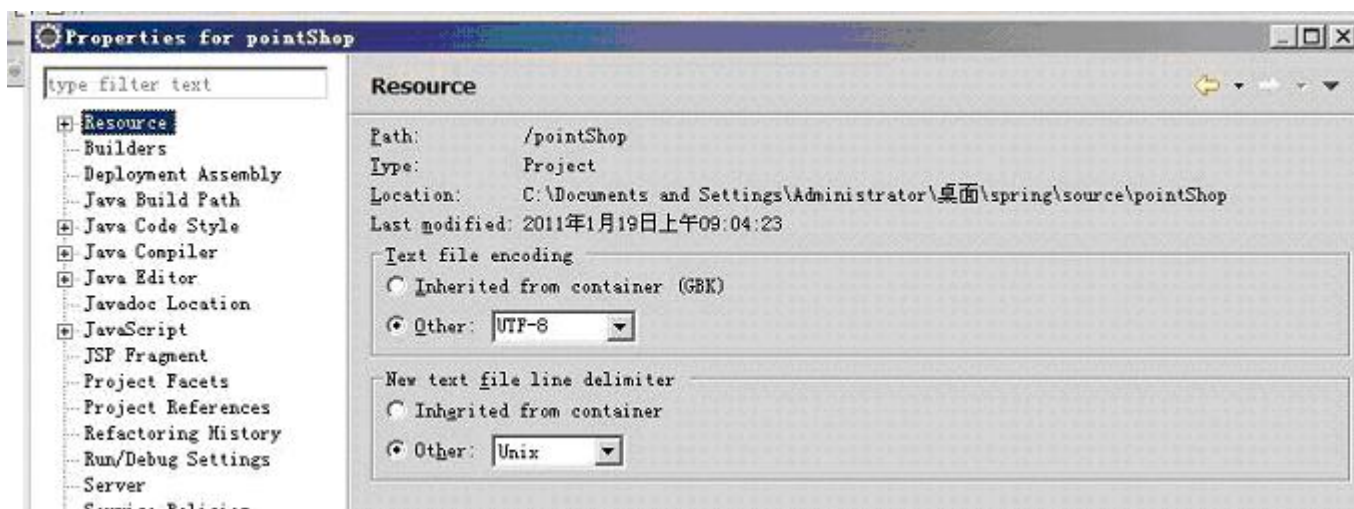 Properties for pointShop
type filter text
Resource
Builders
Deployment Assembly
Java Build Path
Java Code Style
Java Compiler
Java Editor
Javadoc Location
JavaScript
JSP Fragment
Project Facets
Project References
Refactoring History
Run/Debug Settings
Server
Resource
Path: /pointShop
Type: Project
Location: C:\Documents and Settings\Administrator\桌面\spring\source\pointShop
Last modified: 2011年1月19日上午09:04:23
Text file encoding
Inherited from container (GBK)
Other: UTF-8
New text file line delimiter
Inherited from container
Other: Unix